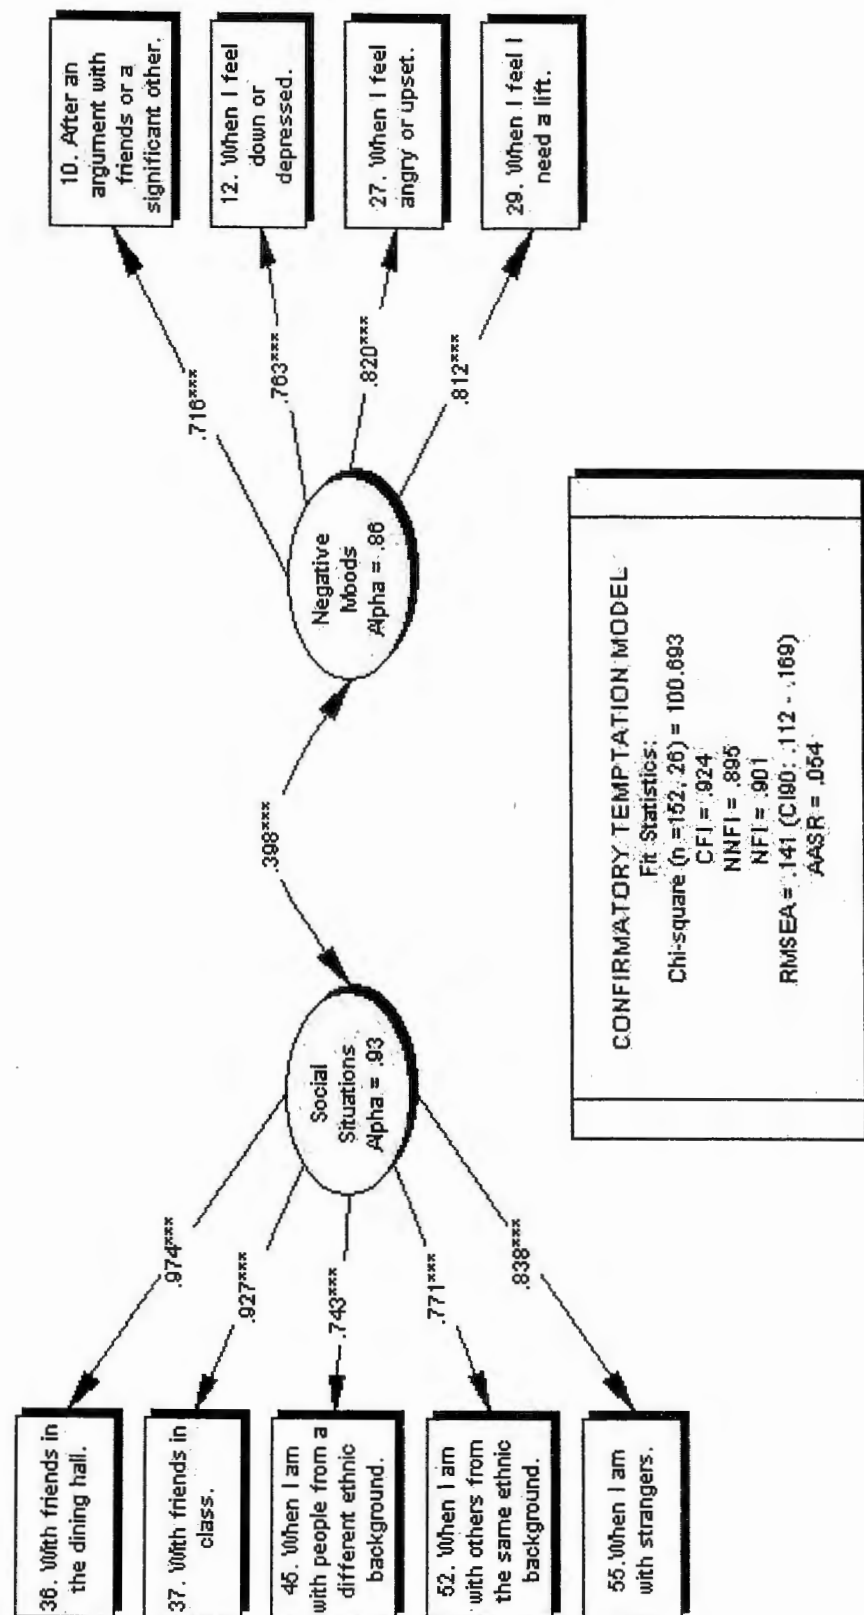 36. With friends in
the dining hall.
37. With friends in
class.
45. When I am
with people from a
different ethnic
background.
52. When I am
with others from
the same ethnic
background.
55.When I am
with strangers.
.974***
.927***
.743***
.771***
.838***
Social
Situations
Alpha = .93
.398***
Negative
Moods
Alpha = .86
.716***
.763***
.820***
.812***
10. After an
argument with
friends or a
significant other.
12. When I feel
down or
depressed.
27. When I feel
angry or upset.
29. When I feel I
need a lift.
CONFIRMATORY TEMPTATION MODEL
Fit Statistics:
Chi-square (n =152, 26) = 100.693
CFI = .924
NNFI = .895
NFI = .901
RMSEA = .141 (CI90: .112 - .169)
AASR = .054